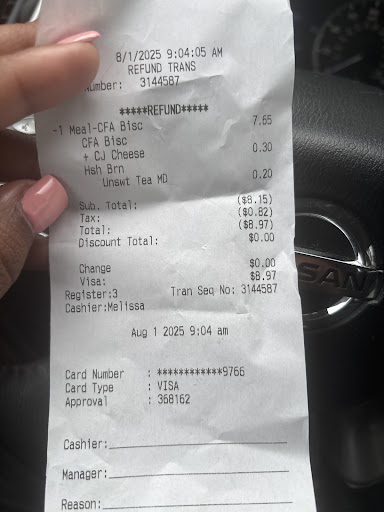 8/1/2025 9:04:05 AM
REFUND TRANS
Number: 3144587
*****REFUND*****
-1 Meal-CFA Bisc 7.65
CFA Bisc
+ CJ Cheese 0.30
Hsh Brn
Unswt Tea MD 0.20
Sub. Total: ($8.15)
Tax: ($0.82)
Total: ($8.97)
Discount Total: $0.00
Change $0.00
Visa: $8.97
Register:3 Tran Seq No: 3144587
Cashier:Melissa
Aug 1 2025 9:04 am
Card Number : ************9766
Card Type : VISA
Approval : 368162
Cashier:
Manager:
Reason: